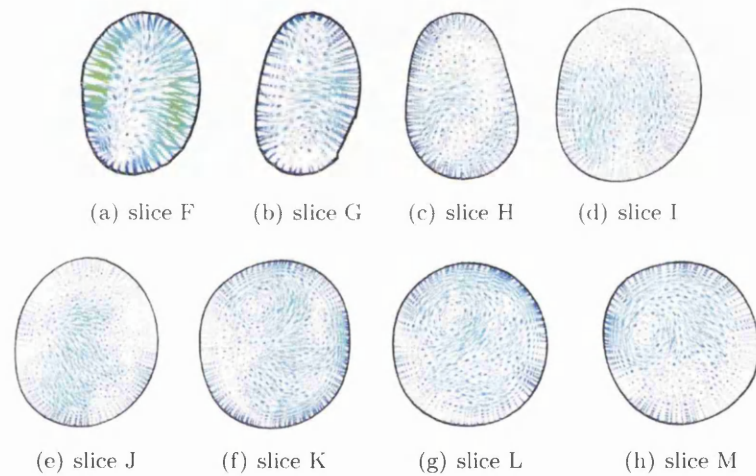 (a) slice F
(b) slice G
(c) slice H
(d) slice I
(e) slice J
(f) slice K
(g) slice L
(h) slice M